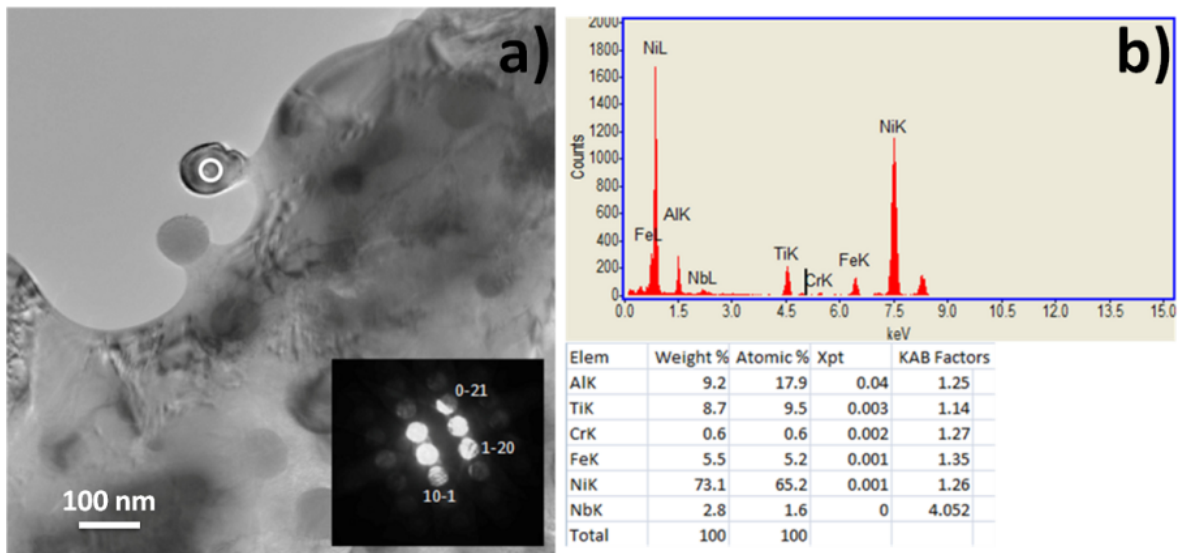 a)
0-21
1-20
10-1
100 nm
b)
2000
1800
1600
1400
1200
1000
800
600
400
200
0
Counts
NiL
FeL
AlK
NbL
TiK
CrK
FeK
NiK
0.0 1.5 3.0 4.5 6.0 7.5 9.0 10.5 12.0 13.5 15.0
keV
Elem Weight % Atomic % Xpt KAB Factors
AlK 9.2 17.9 0.04 1.25
TiK 8.7 9.5 0.003 1.14
CrK 0.6 0.6 0.002 1.27
FeK 5.5 5.2 0.001 1.35
NiK 73.1 65.2 0.001 1.26
NbK 2.8 1.6 0 4.052
Total 100 100